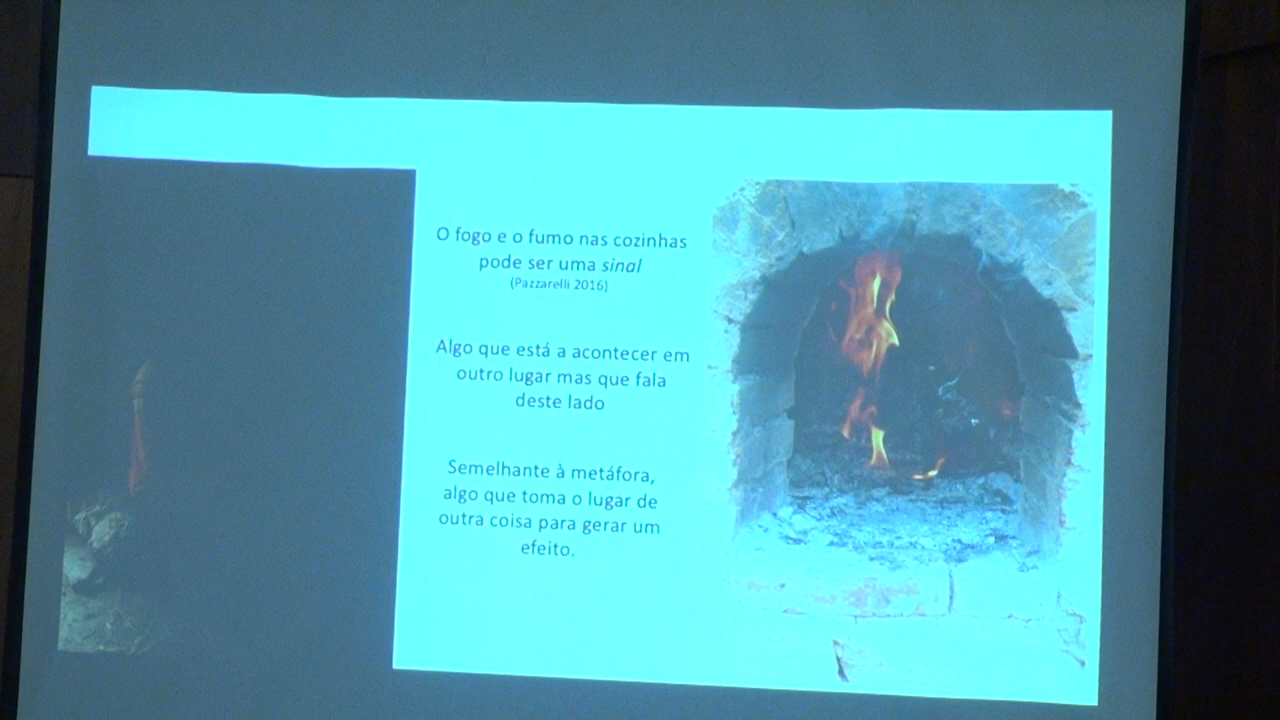 O fogo e o fumo nas cozinhas
pode ser uma sinal
(Pazzarelli 2016)
Algo que está a acontecer em
outro lugar mas que fala
deste lado
Semelhante à metáfora,
algo que toma o lugar de
outra coisa para gerar um
efeito.